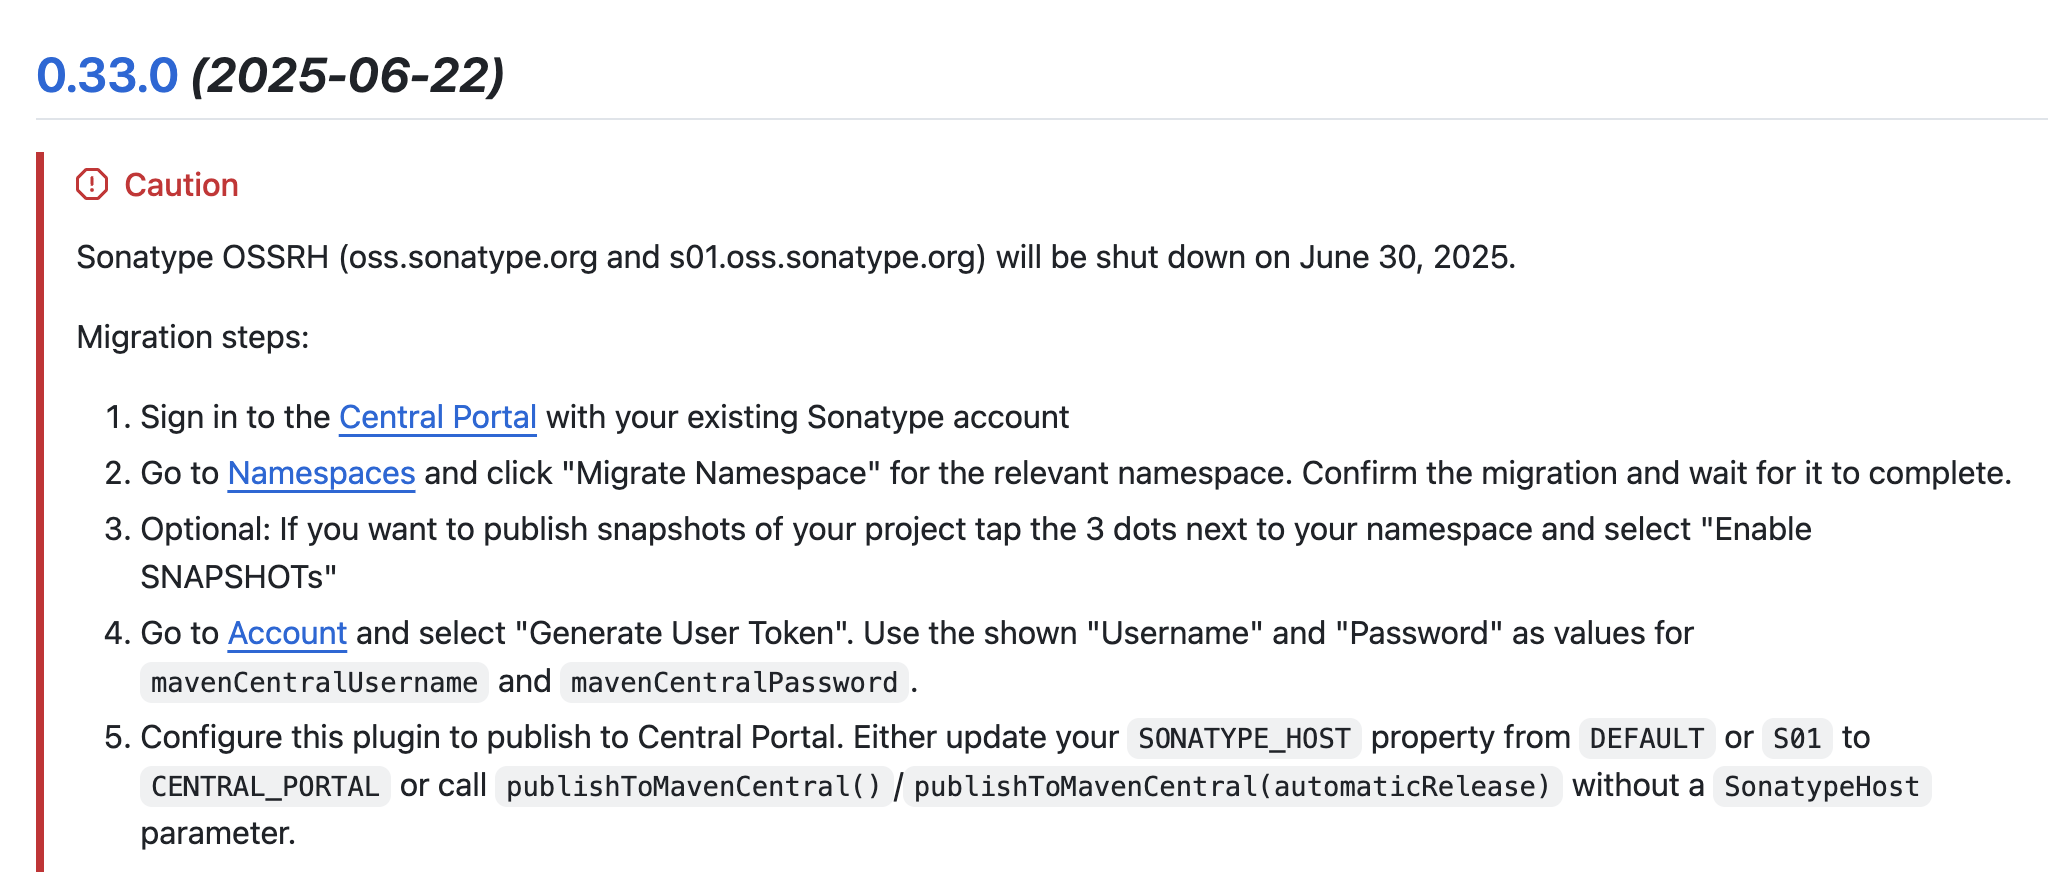 0.33.0 (2025-06-22)
Caution
Sonatype OSSRH (oss.sonatype.org and s01.oss.sonatype.org) will be shut down on June 30, 2025.
Migration steps:
1. Sign in to the Central Portal with your existing Sonatype account
2. Go to Namespaces and click "Migrate Namespace" for the relevant namespace. Confirm the migration and wait for it to complete.
3. Optional: If you want to publish snapshots of your project tap the 3 dots next to your namespace and select "Enable
SNAPSHOTs"
4. Go to Account and select "Generate User Token". Use the shown "Username" and "Password" as values for
mavenCentralUsername and mavenCentralPassword.
5. Configure this plugin to publish to Central Portal. Either update your SONATYPE_HOST property from DEFAULT or S01 to
CENTRAL_PORTAL or call publishToMavenCentral()/publishToMavenCentral(automaticRelease) without a SonatypeHost
parameter.